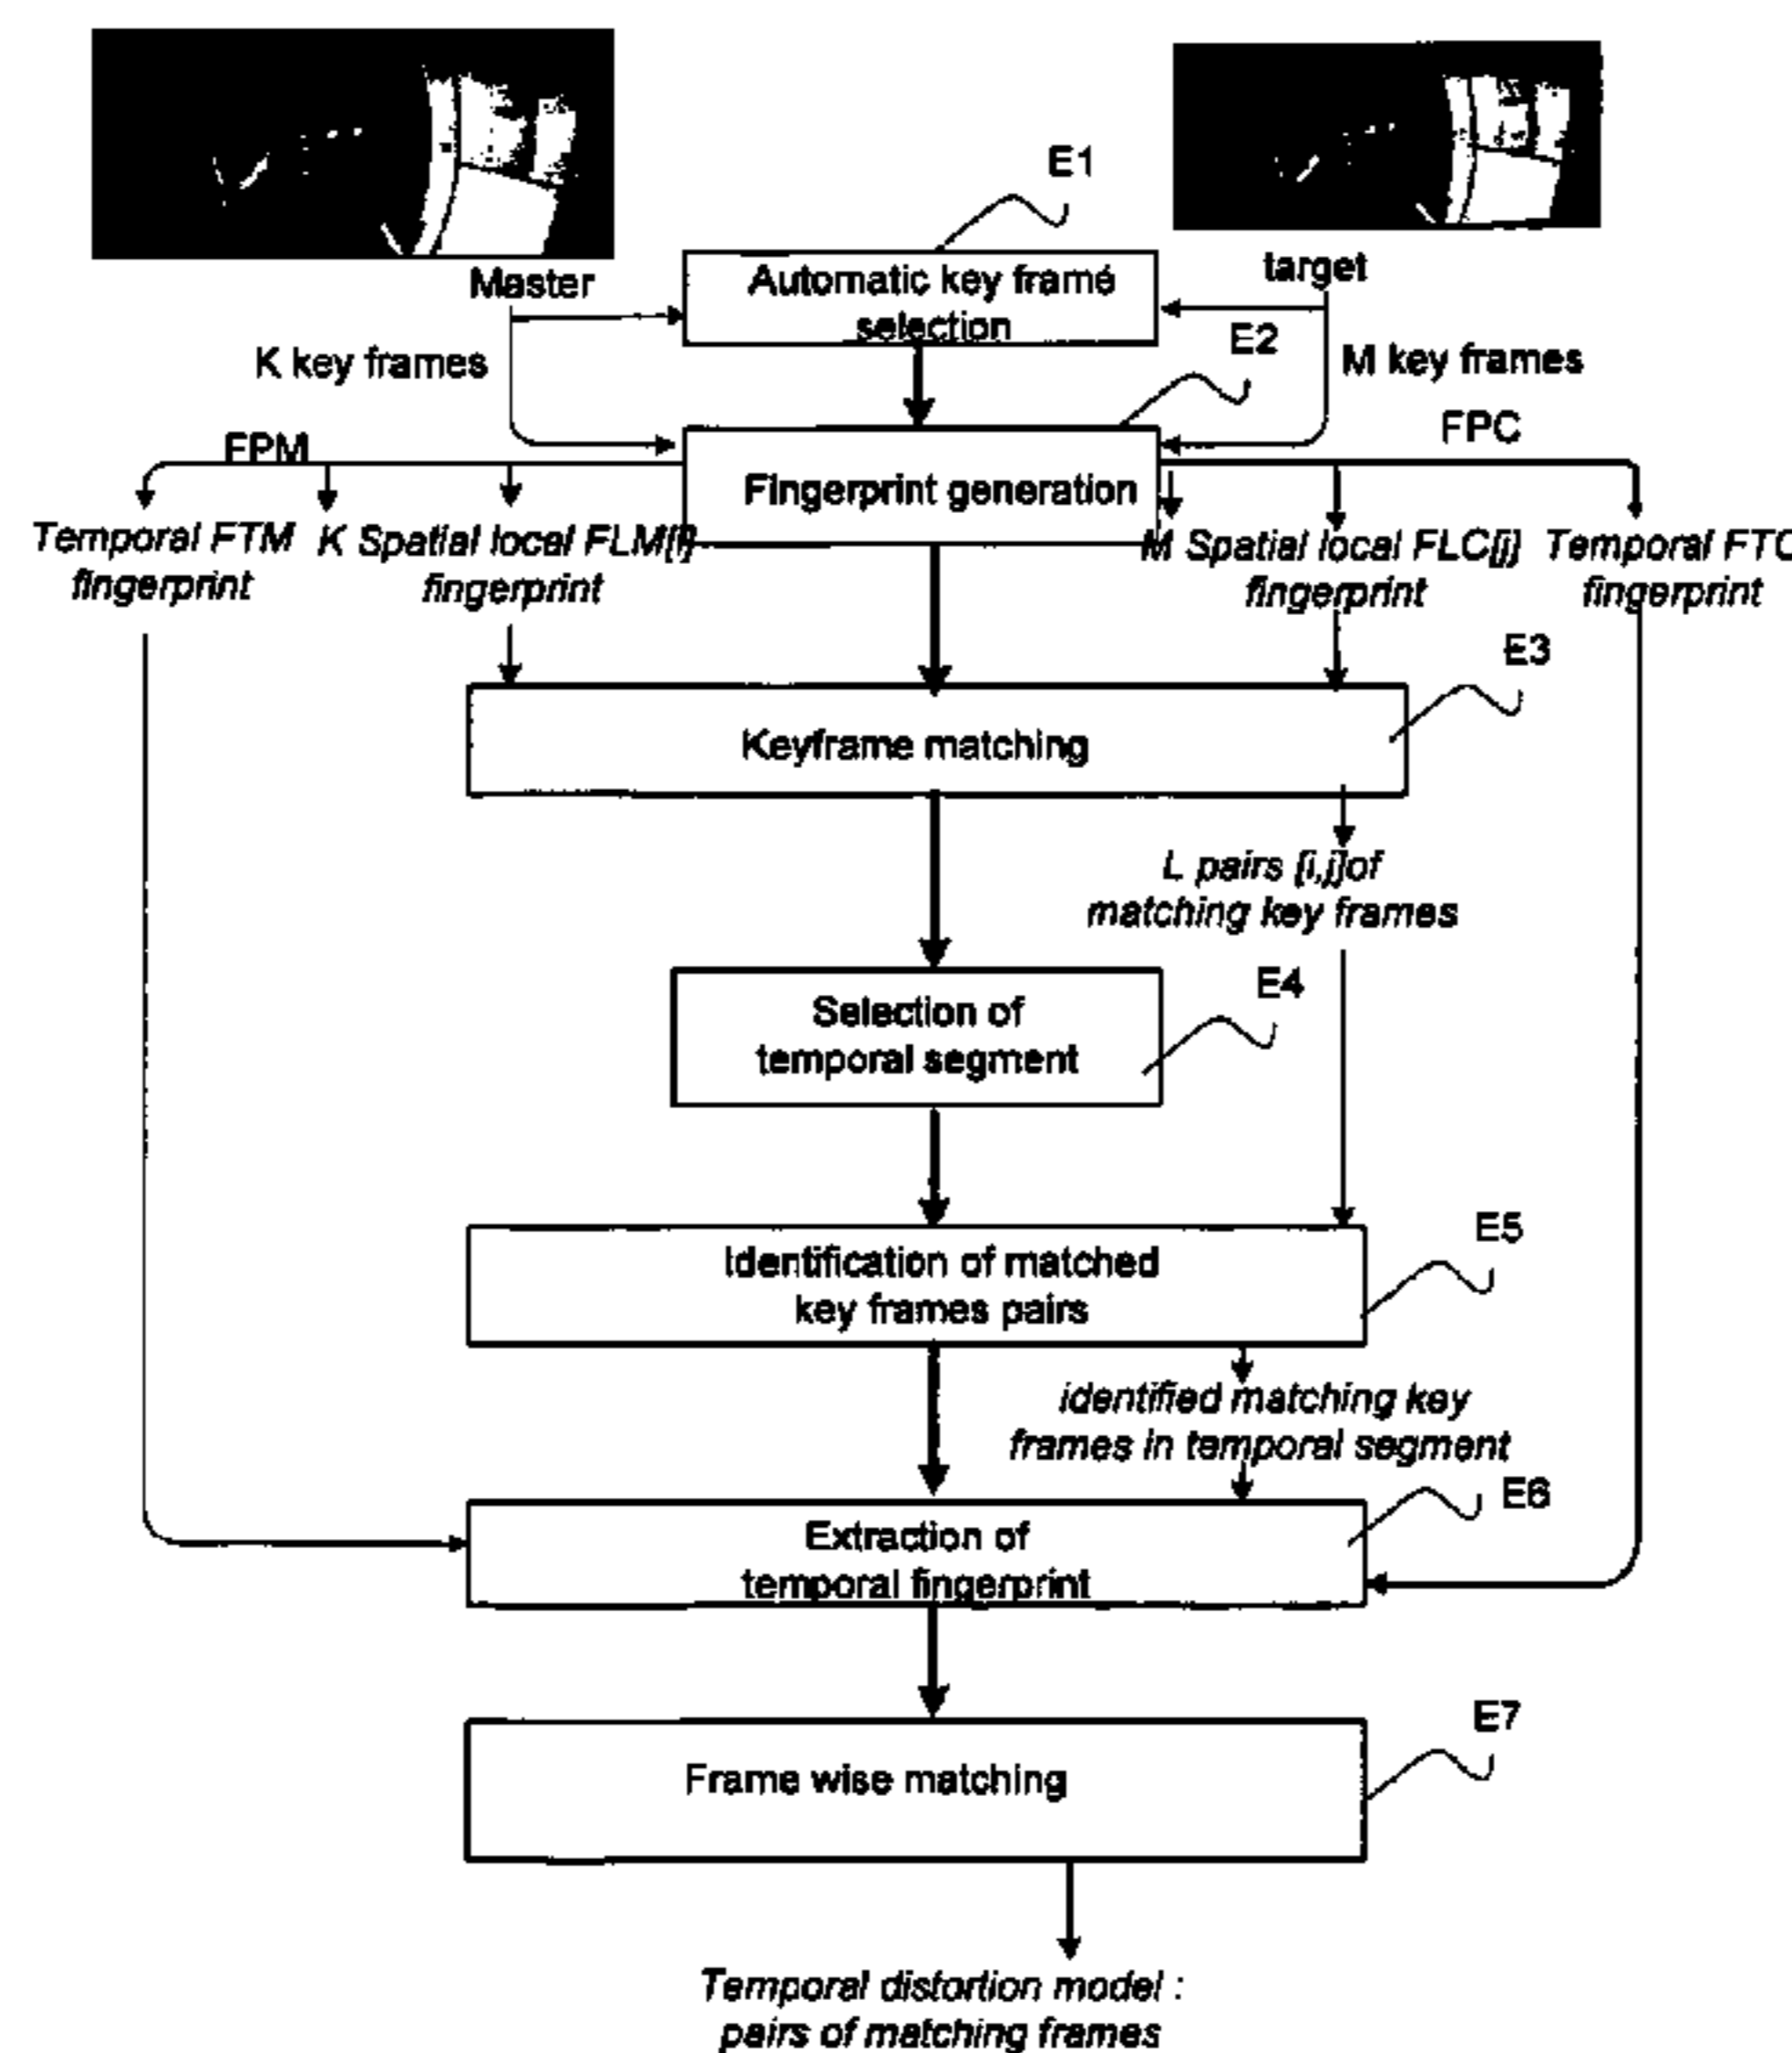 E1
Master
Automatic key frame
selection
target
E2
K key frames
M key frames
FPM
FPC
Fingerprint generation
Temporal FTM
fingerprint
K Spatial local FLM[i]
fingerprint
M Spatial local FLC[j]
fingerprint
Temporal FTC
fingerprint
E3
Keyframe matching
L pairs [i,j]of
matching key frames
E4
Selection of
temporal segment
E5
Identification of matched
key frames pairs
identified matching key
frames in temporal segment
E6
Extraction of
temporal fingerprint
E7
Frame wise matching
Temporal distortion model :
pairs of matching frames